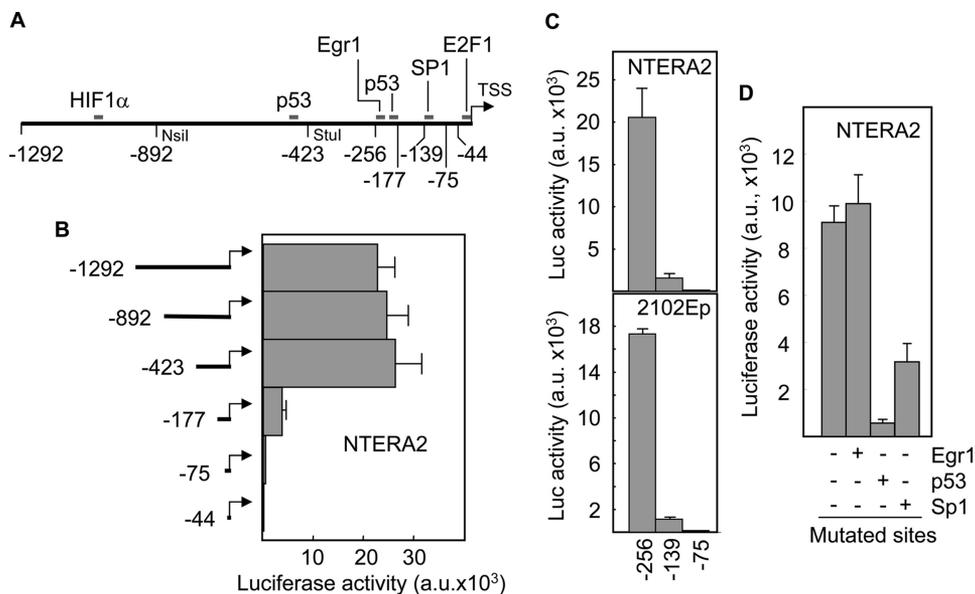 A
Egr1
E2F1
p53
SP1
TSS
HIF1α
p53
NsiI
StuI
-1292
-892
-423
-256
-139
-44
-177
-75
B
-1292
-892
-423
-177
-75
-44
NTERA2
10
20
30
Luciferase activity (a.u.x10³)
C
NTERA2
Luc activity (a.u. x10³)
25
20
15
10
5
2102Ep
Luc activity (a.u. x10³)
18
14
10
6
2
-256
-139
-75
D
NTERA2
Luciferase activity (a.u., x10³)
12
10
8
6
4
2
- + - - Egr1
- - + - p53
- - - + Sp1
Mutated sites